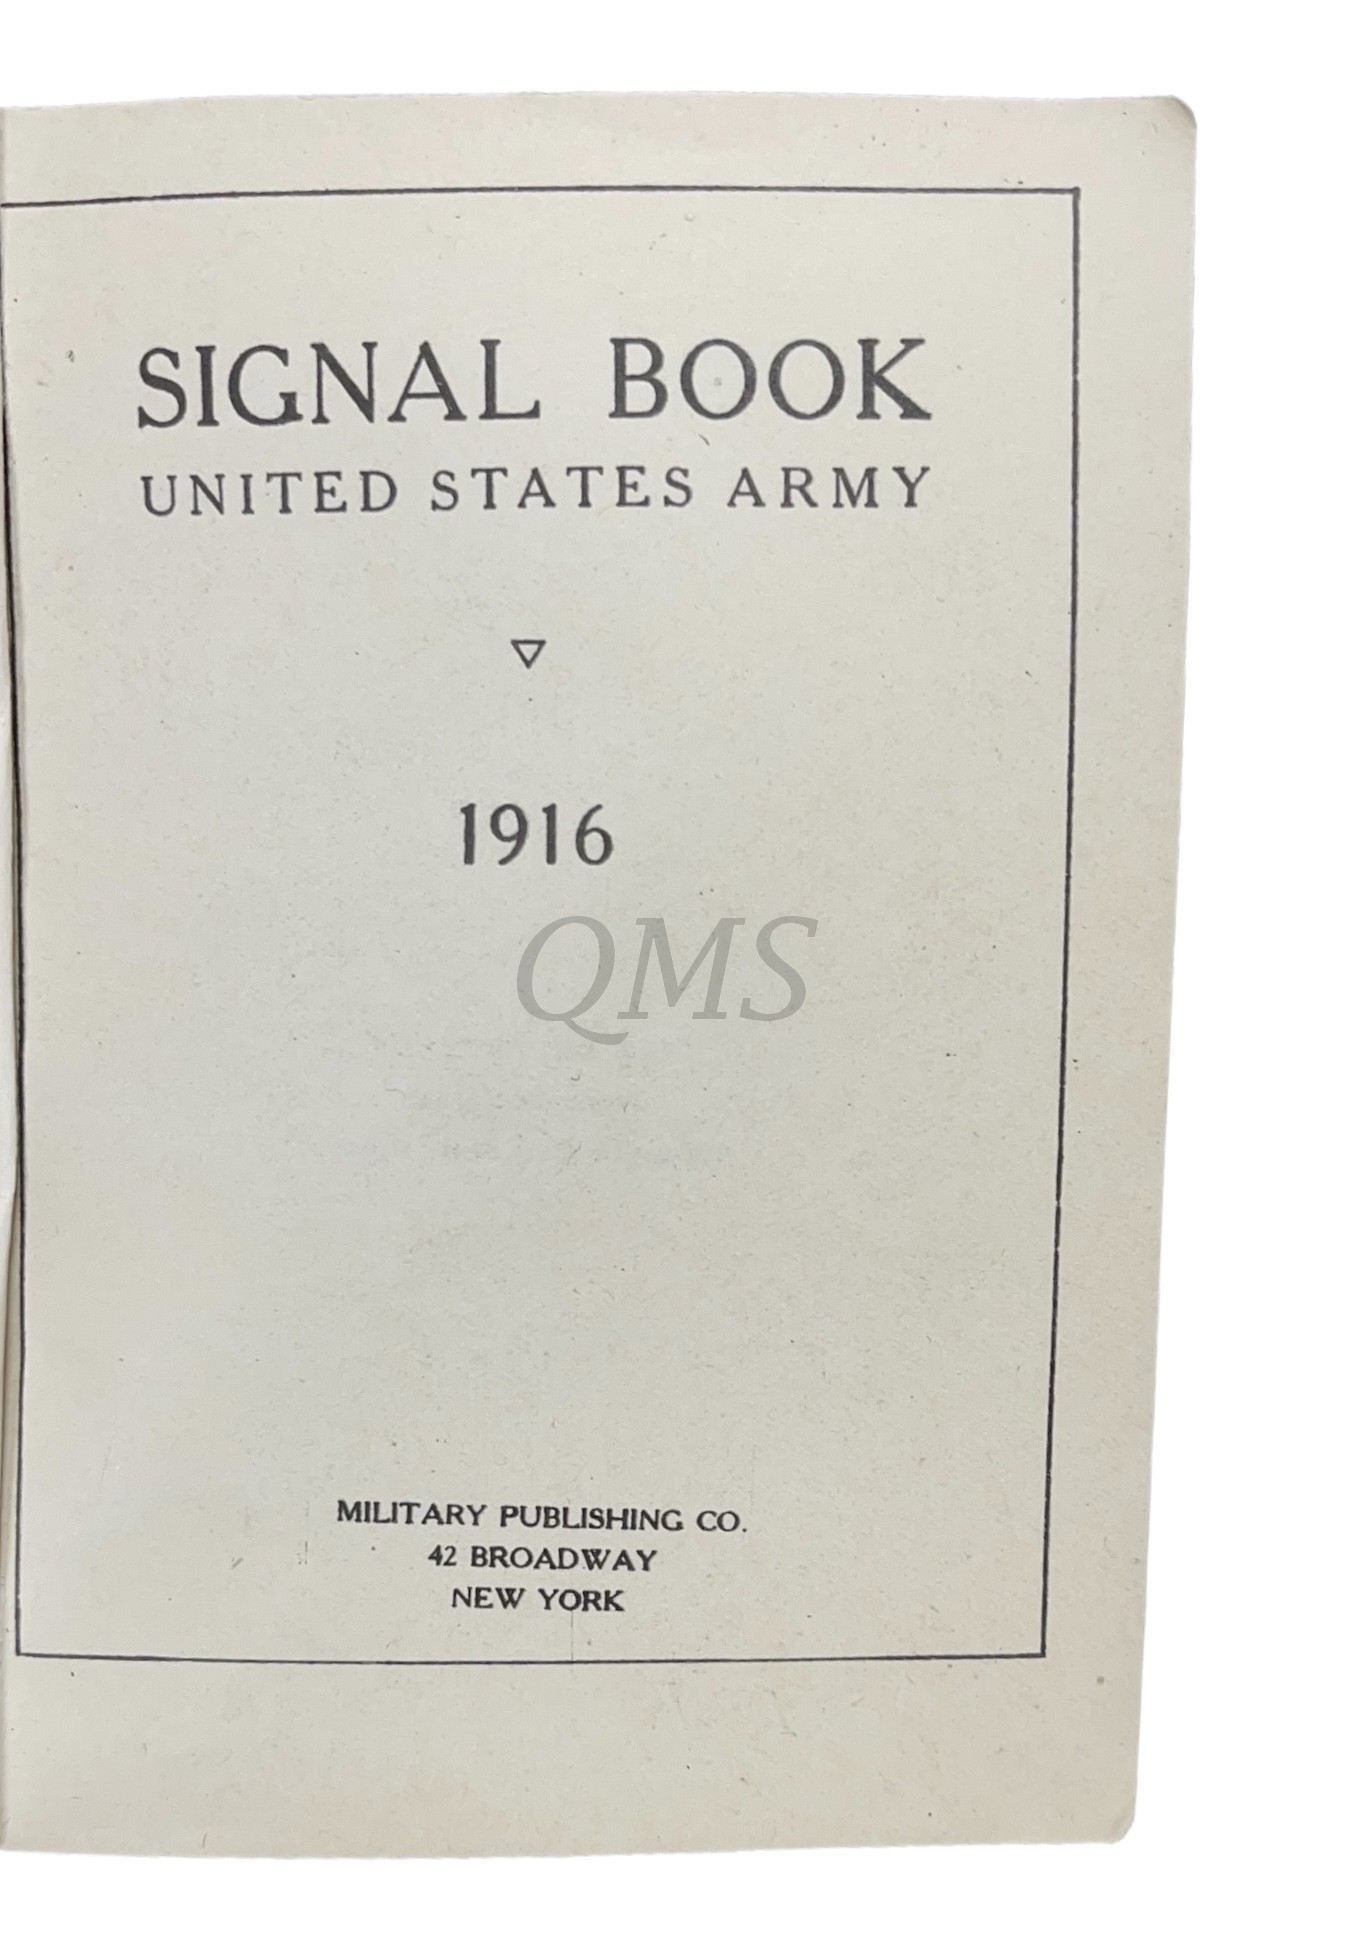 SIGNAL BOOK
UNITED STATES ARMY
1916
QMS
MILITARY PUBLISHING CO.
42 BROADWAY
NEW YORK